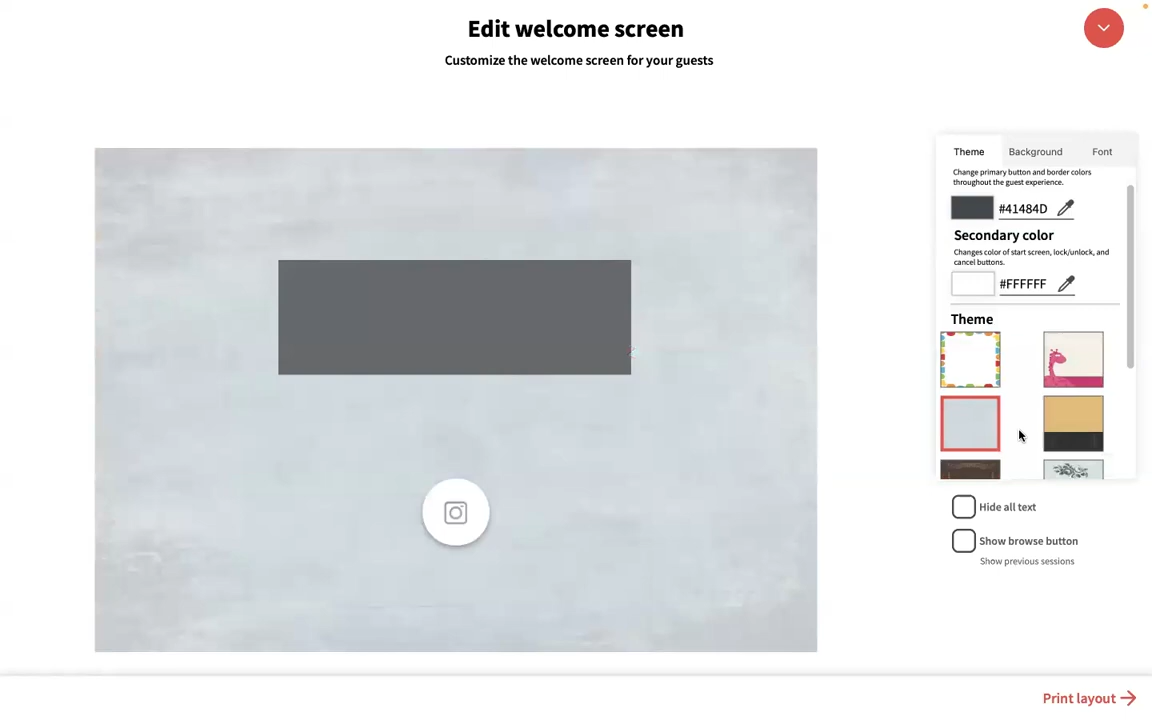 Edit welcome screen
Customize the welcome screen for your guests
Theme
Background
Font
Change primary button and border colors
throughout the guest experience.
#41484D
Secondary color
Changes color of start screen, lock/unlock, and
cancel buttons.
#FFFFFF
Theme
Hide all text
Show browse button
Show previous sessions
Print layout